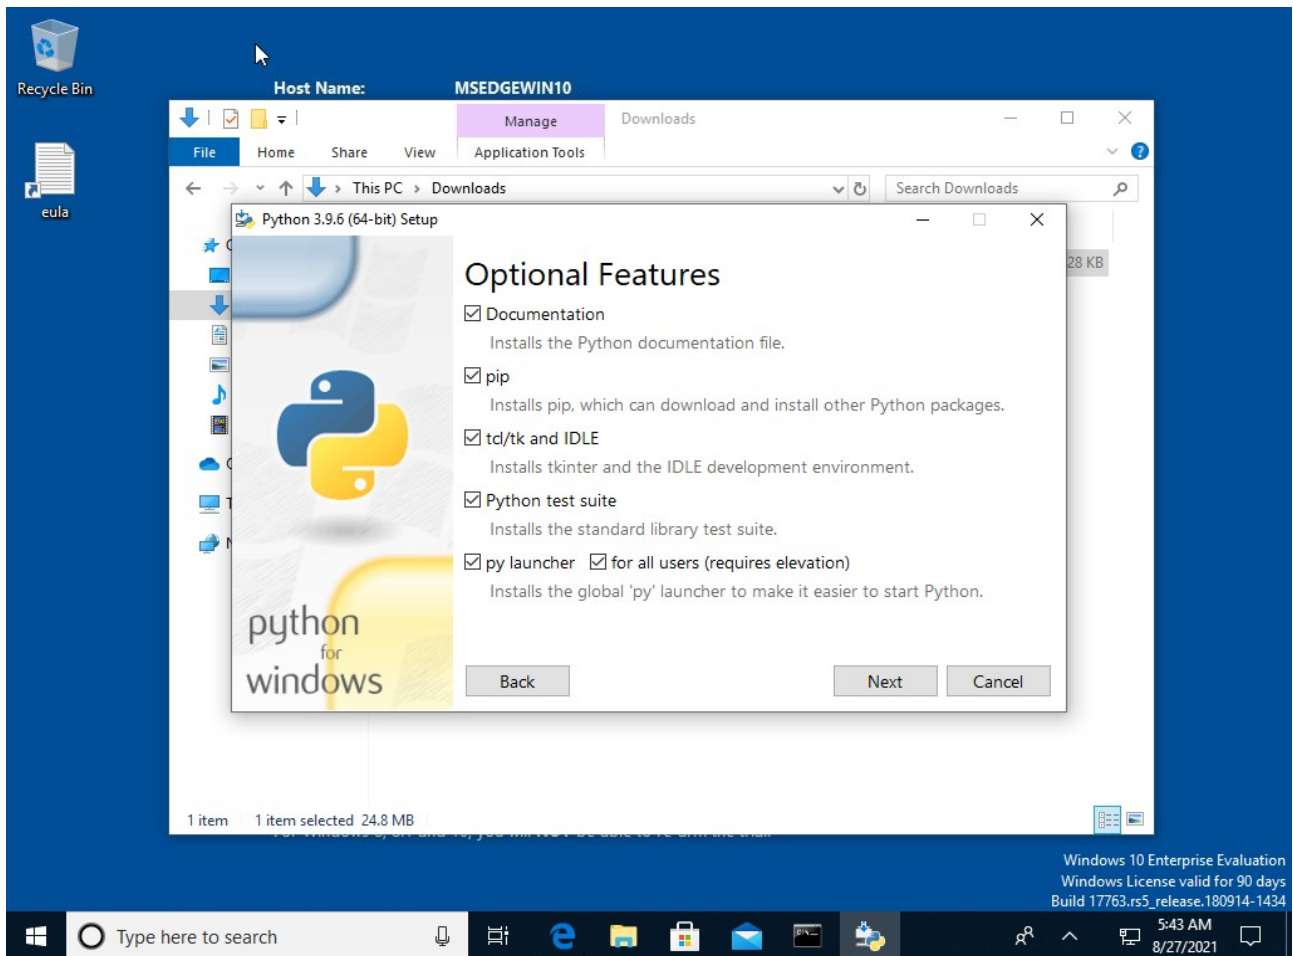 Recycle Bin
eula
Host Name: MSEDGEWIN10
Manage
Downloads
File
Home
Share
View
Application Tools
This PC > Downloads
Search Downloads
Python 3.9.6 (64-bit) Setup
28 KB
Optional Features
Documentation
Installs the Python documentation file.
pip
Installs pip, which can download and install other Python packages.
tcl/tk and IDLE
Installs tkinter and the IDLE development environment.
Python test suite
Installs the standard library test suite.
py launcher for all users (requires elevation)
Installs the global 'py' launcher to make it easier to start Python.
python
for
windows
Back
Next
Cancel
1 item
1 item selected 24.8 MB
Windows 10 Enterprise Evaluation
Windows License valid for 90 days
Build 17763.rs5_release.180914-1434
Type here to search
5:43 AM
8/27/2021